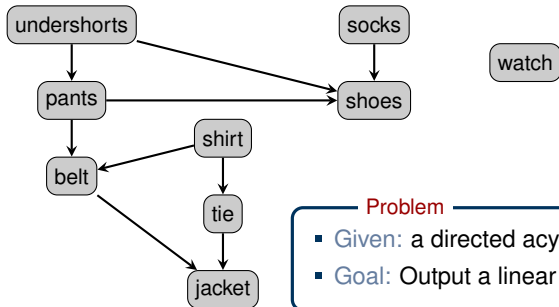 undershorts
socks
watch
pants
shoes
shirt
belt
tie
jacket
Problem
Given: a directed acy
Goal: Output a linear